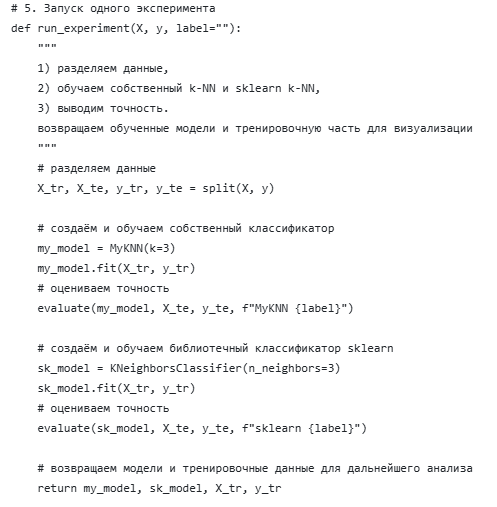 # 5. Запуск одного эксперимента
def run_experiment(X, y, label=""):
    """
    1) разделяем данные,
    2) обучаем собственный k-NN и sklearn k-NN,
    3) выводим точность.
    возвращаем обученные модели и тренировочную часть для визуализации
    """
    # разделяем данные
    X_tr, X_te, y_tr, y_te = split(X, y)

    # создаём и обучаем собственный классификатор
    my_model = MyKNN(k=3)
    my_model.fit(X_tr, y_tr)
    # оцениваем точность
    evaluate(my_model, X_te, y_te, f"MyKNN {label}")

    # создаём и обучаем библиотечный классификатор sklearn
    sk_model = KNeighborsClassifier(n_neighbors=3)
    sk_model.fit(X_tr, y_tr)
    # оцениваем точность
    evaluate(sk_model, X_te, y_te, f"sklearn {label}")

    # возвращаем модели и тренировочные данные для дальнейшего анализа
    return my_model, sk_model, X_tr, y_tr